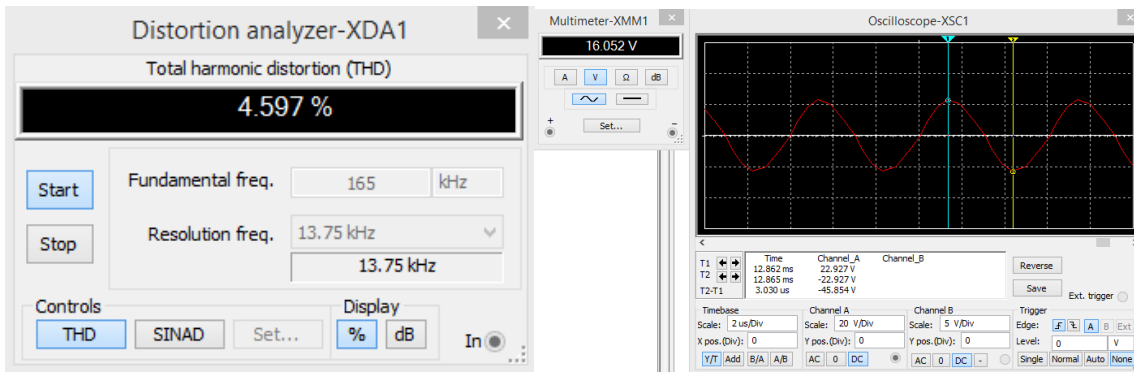 Distortion analyzer-XDA1
Total harmonic distortion (THD)
4.597 %
Start
Stop
Fundamental freq. 165 kHz
Resolution freq. 13.75 kHz
13.75 kHz
Controls
THD SINAD Set...
Display
% dB
In
Multimeter-XMM1
16.052 V
A V Ω dB
+ Set... -
Oscilloscope-XSC1
1 2
T1
T2
T2-T1
Time Channel_A Channel_B
12.862 ms 22.927 V
12.865 ms -22.927 V
3.030 us -45.854 V
Reverse
Save
Ext. trigger
Timebase
Scale: 2 us/Div
X pos.(Div): 0
Y/T Add B/A A/B
Channel A
Scale: 20 V/Div
Y pos.(Div): 0
AC 0 DC
Channel B
Scale: 5 V/Div
Y pos.(Div): 0
AC 0 DC -
Trigger
Edge: A B Ext
Level: 0 V
Single Normal Auto None